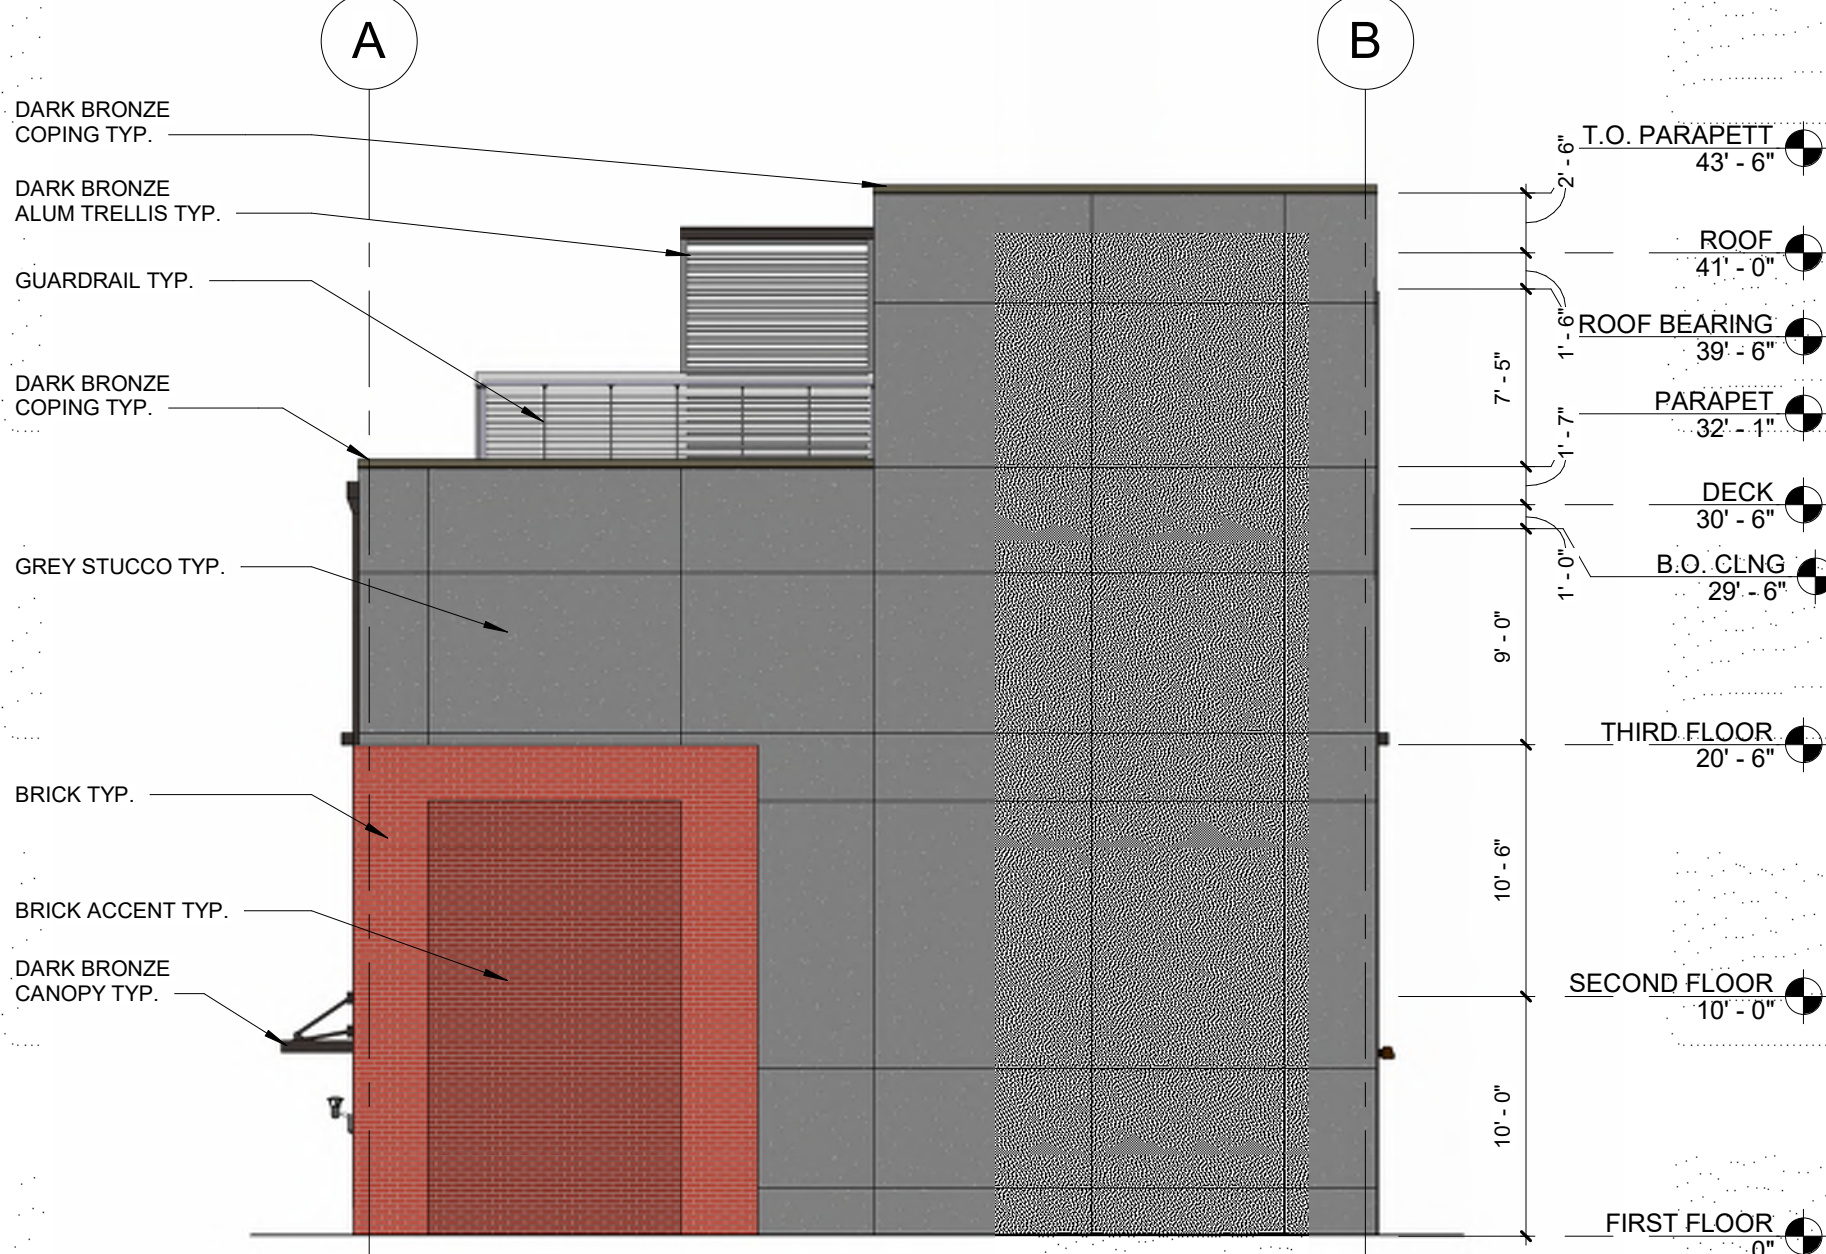 A
B
DARK BRONZE
COPING TYP.
DARK BRONZE
ALUM TRELLIS TYP.
GUARDRAIL TYP.
DARK BRONZE
COPING TYP.
GREY STUCCO TYP.
BRICK TYP.
BRICK ACCENT TYP.
DARK BRONZE
CANOPY TYP.
2' - 6"
1' - 6"
7' - 5"
1' - 7"
1' - 0"
9' - 0"
10' - 6"
10' - 0"
T.O. PARAPETT
43' - 6"
ROOF
41' - 0"
ROOF BEARING
39' - 6"
PARAPET
32' - 1"
DECK
30' - 6"
B.O. CLNG
29' - 6"
THIRD FLOOR
20' - 6"
SECOND FLOOR
10' - 0"
FIRST FLOOR
0"